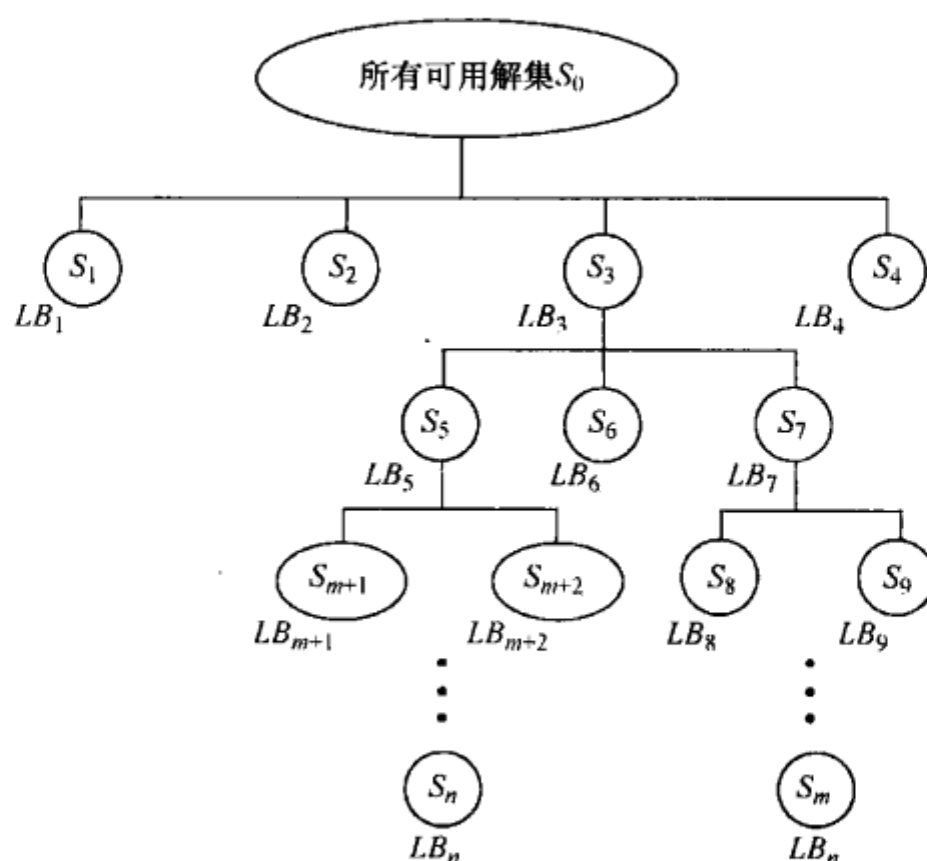 所有可用解集S₀
S₁ S₂ S₃ S₄
LB₁ LB₂ LB₃ LB₄
S₅ S₆ S₇
LB₅ LB₆ LB₇
Sₘ₊₁ Sₘ₊₂ S₈ S₉
LBₘ₊₁ LBₘ₊₂ LB₈ LB₉
Sₙ Sₘ
LBₙ LBₙ